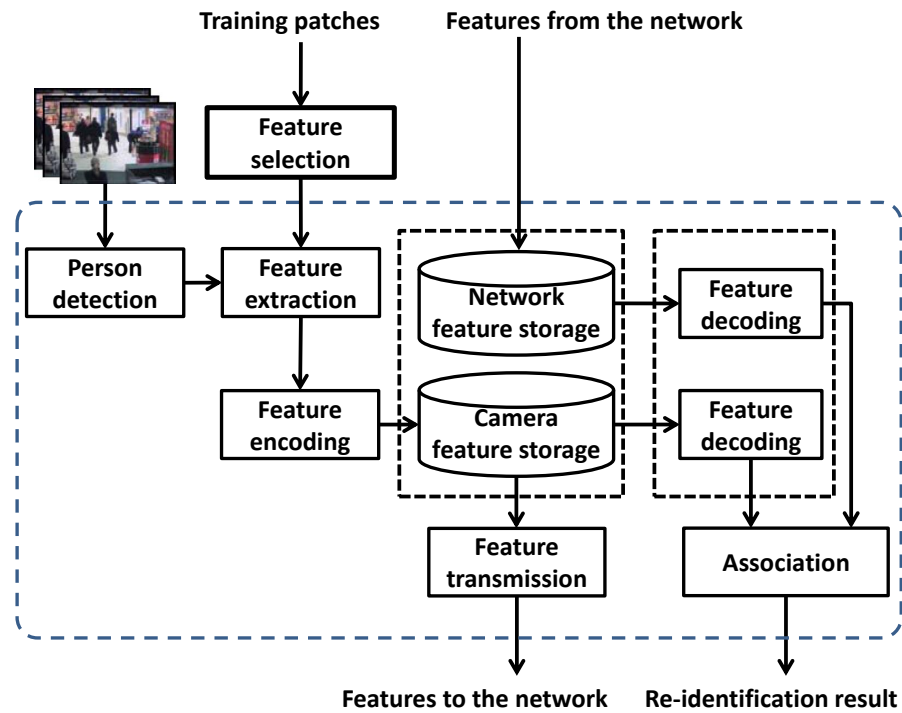 Training patches
Features from the network
Feature
selection
Person
detection
Feature
extraction
Network
feature storage
Feature
decoding
Feature
encoding
Camera
feature storage
Feature
decoding
Feature
transmission
Association
Features to the network
Re-identification result